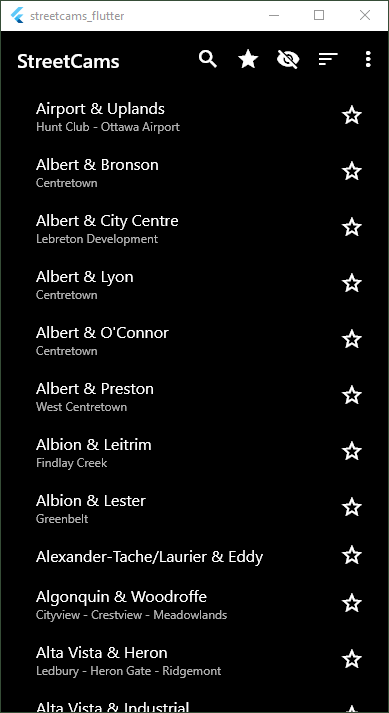 streetcams_flutter
StreetCams
Airport & Uplands
Hunt Club - Ottawa Airport
Albert & Bronson
Centretown
Albert & City Centre
Lebreton Development
Albert & Lyon
Centretown
Albert & O'Connor
Centretown
Albert & Preston
West Centretown
Albion & Leitrim
Findlay Creek
Albion & Lester
Greenbelt
Alexander-Tache/Laurier & Eddy
Algonquin & Woodroffe
Cityview - Crestview - Meadowlands
Alta Vista & Heron
Ledbury - Heron Gate - Ridgemont
Alta Vista & Industrial